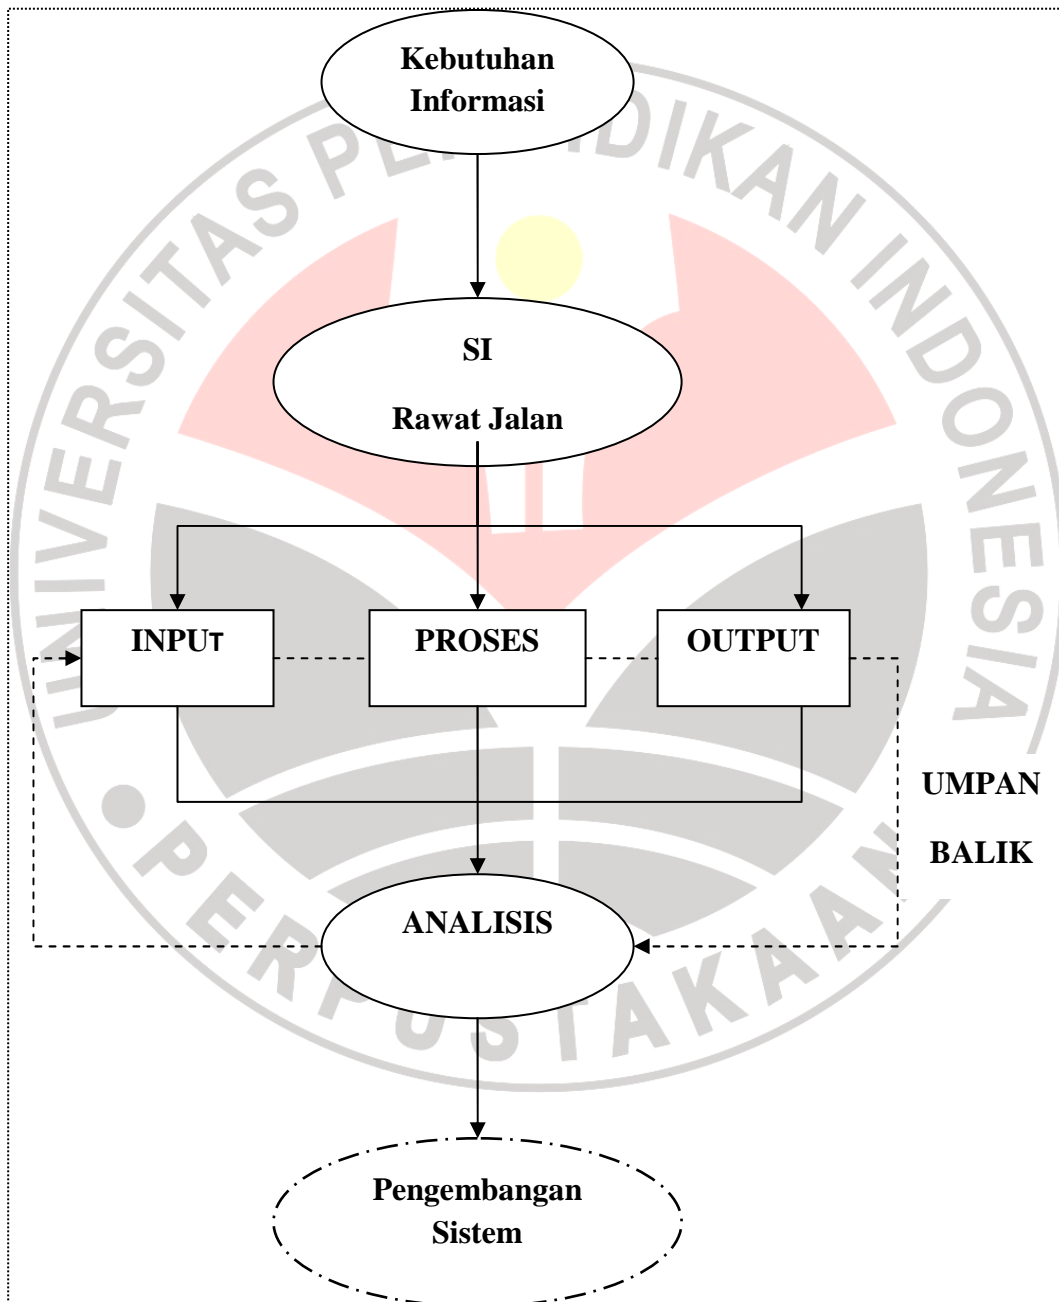 Kebutuhan
Informasi
SI
Rawat Jalan
INPUT
PROSES
OUTPUT
UMPAN
BALIK
ANALISIS
Pengembangan
Sistem
UNIVERSITAS PENDIDIKAN INDONESIA
PERPUSTAKAAN